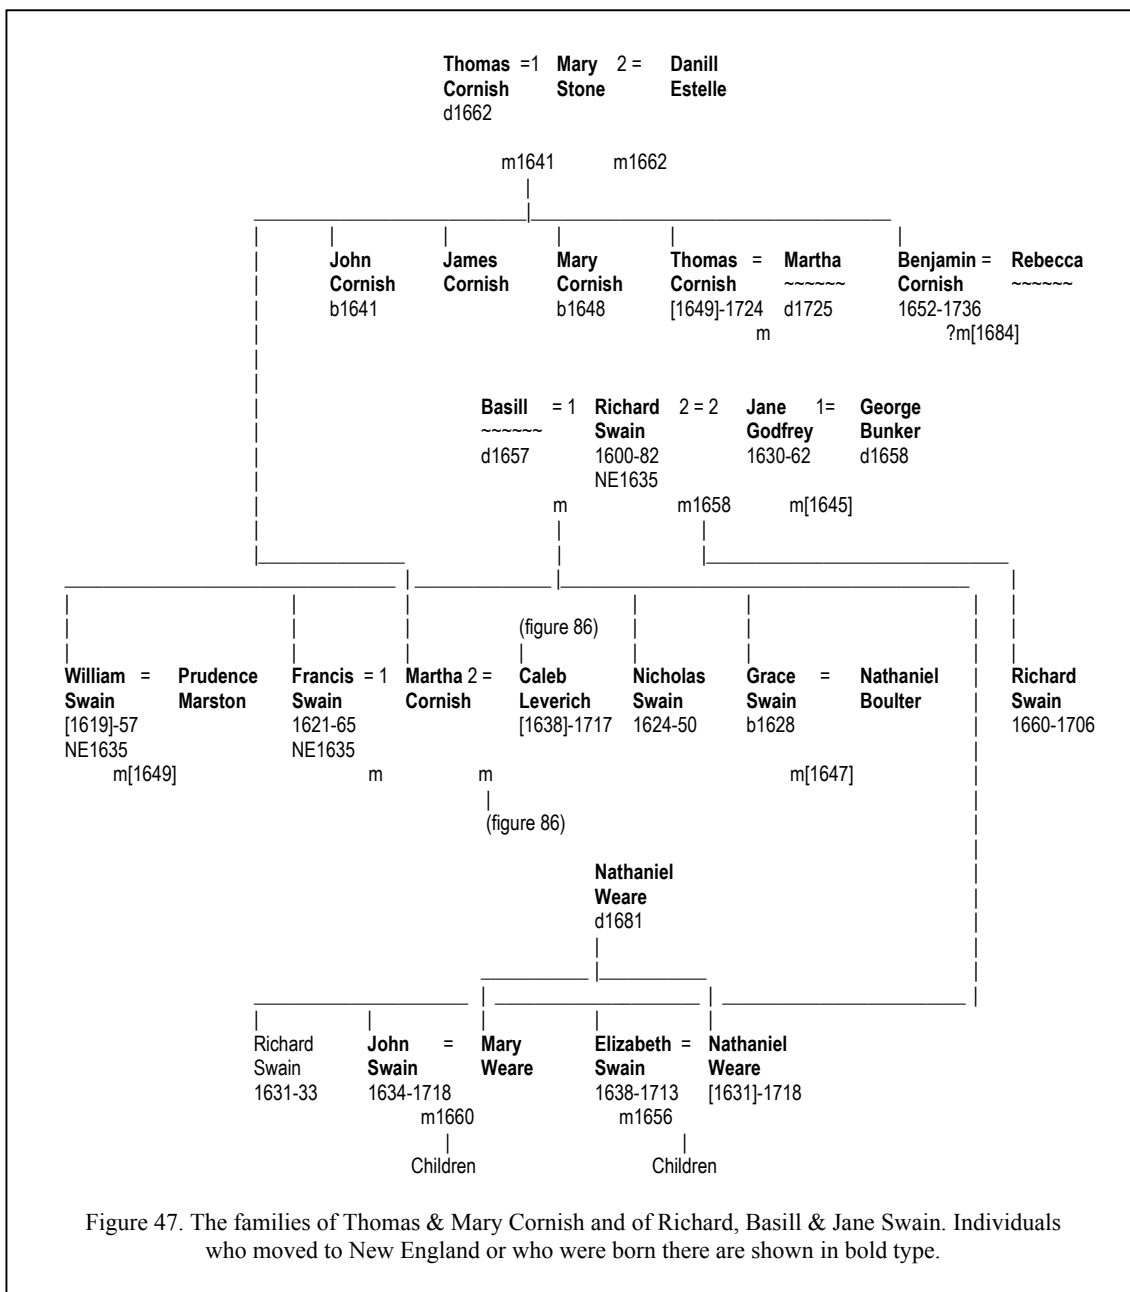 Thomas =1 Mary 2 = Danill
Cornish Stone Estelle
d1662
m1641 m1662
John James Mary Thomas = Martha Benjamin = Rebecca
Cornish Cornish Cornish Cornish ~~~~~~ Cornish ~~~~~~
b1641 b1648 [1649]-1724 d1725 1652-1736
m ?m[1684]
Basill = 1 Richard 2 = 2 Jane 1= George
~~~~~~ Swain Godfrey Bunker
d1657 1600-82 1630-62 d1658
NE1635
m m1658 m[1645]
(figure 86)
William = Prudence Francis = 1 Martha 2 = Caleb Nicholas Grace = Nathaniel Richard
Swain Marston Swain Cornish Leverich Swain Swain Boulter Swain
[1619]-57 1621-65 [1638]-1717 1624-50 b1628 1660-1706
NE1635 NE1635
m[1649] m m m[1647]
(figure 86)
Nathaniel
Weare
d1681
Richard John = Mary Elizabeth = Nathaniel
Swain Swain Weare Swain Weare
1631-33 1634-1718 1638-1713 [1631]-1718
m1660 m1656
Children Children
Figure 47. The families of Thomas & Mary Cornish and of Richard, Basill & Jane Swain. Individuals
who moved to New England or who were born there are shown in bold type.